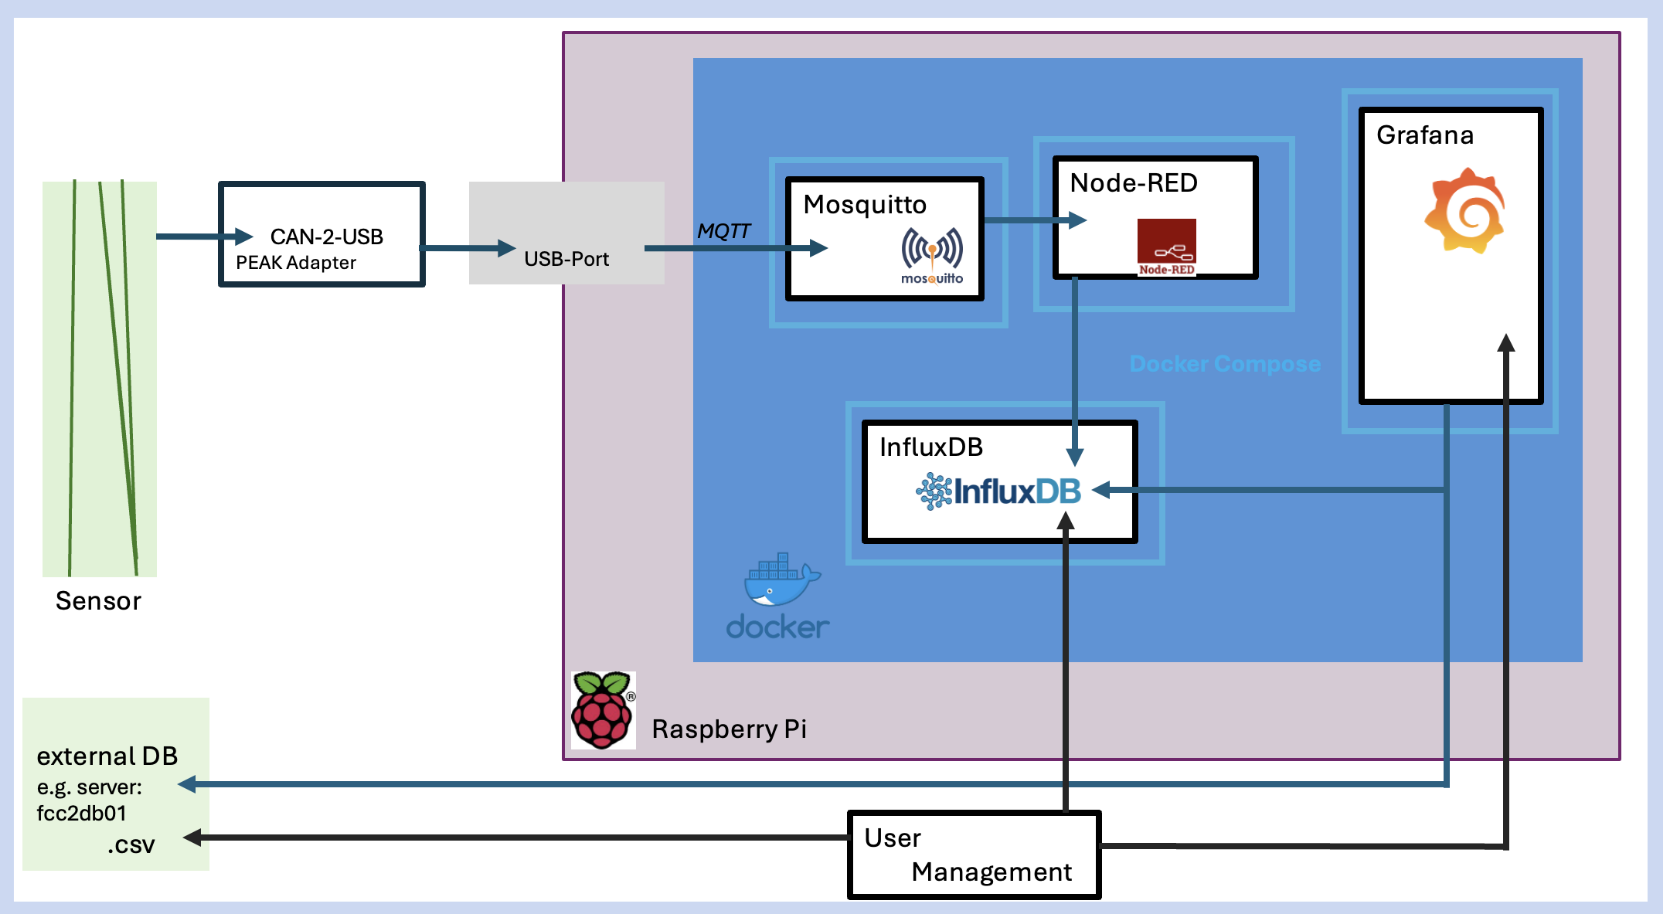 Grafana
Node-RED
Mosquitto
MQTT
CAN-2-USB
PEAK Adapter
USB-Port
mosquitto
Node-RED
Docker Compose
InfluxDB
InfluxDB
Sensor
docker
®
Raspberry Pi
external DB
e.g. server:
fcc2db01
.csv
User
Management